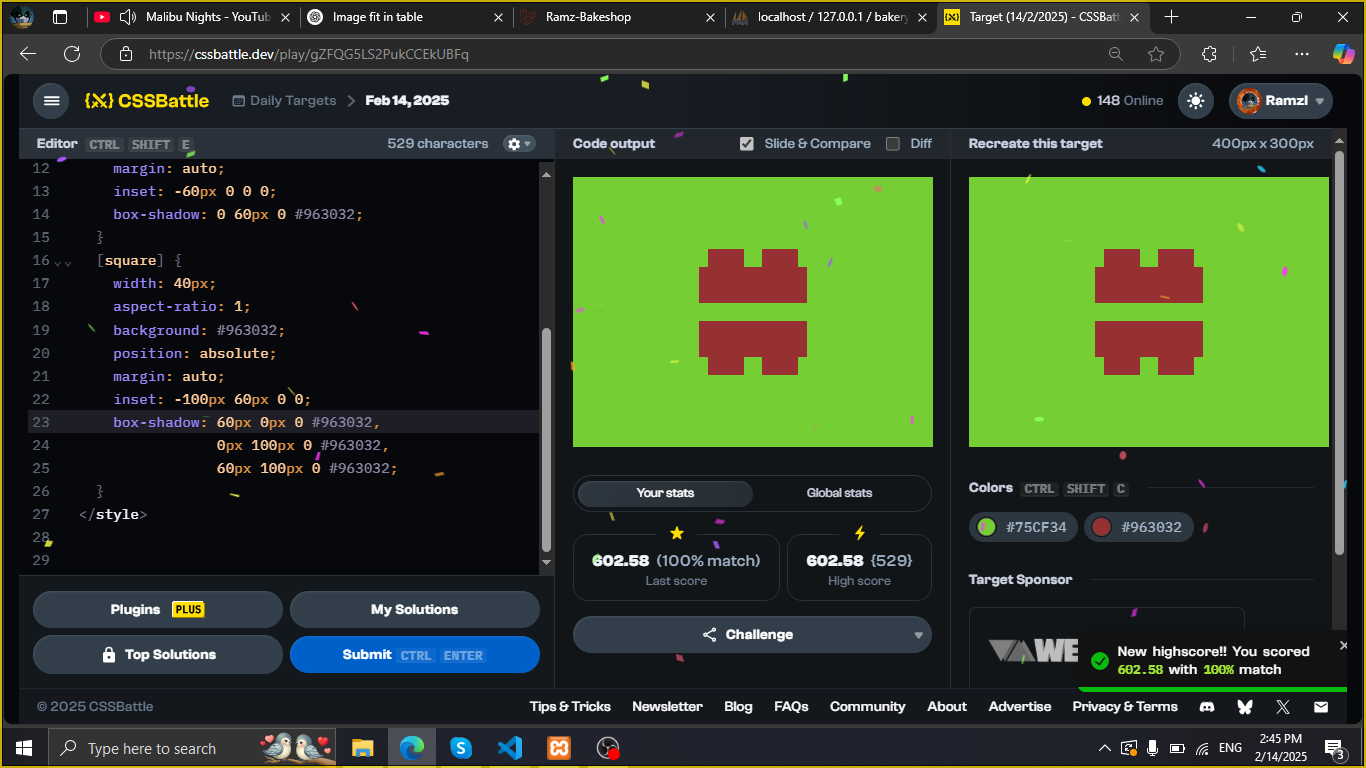 Malibu Nights - YouTub
Image fit in table
Ramz-Bakeshop
localhost / 127.0.0.1 / bakery
Target (14/2/2025) - CSSBatt
https://cssbattle.dev/play/gZFQG5LS2PukCCEkUBFq
{X} CSSBattle
Daily Targets > Feb 14, 2025
148 Online
Ramzl
Editor CTRL SHIFT E 529 characters
Code output Slide & Compare Diff
Recreate this target 400px x 300px
12 margin: auto;
13 inset: -60px 0 0 0;
14 box-shadow: 0 60px 0 #963032;
15 }
16 [square] {
17 width: 40px;
18 aspect-ratio: 1;
19 background: #963032;
20 position: absolute;
21 margin: auto;
22 inset: -100px 60px 0 0;
23 box-shadow: 60px 0px 0 #963032,
24 0px 100px 0 #963032,
25 60px 100px 0 #963032;
26 }
27 </style>
28
29
Your stats Global stats
602.58 (100% match)
Last score
602.58 {529}
High score
Challenge
Colors CTRL SHIFT C
#75CF34 #963032
Target Sponsor
WE
New highscore!! You scored
602.58 with 100% match
Plugins PLUS
My Solutions
Top Solutions
Submit CTRL ENTER
© 2025 CSSBattle
Tips & Tricks Newsletter Blog FAQs Community About Advertise Privacy & Terms
Type here to search
ENG
2:45 PM
2/14/2025
3